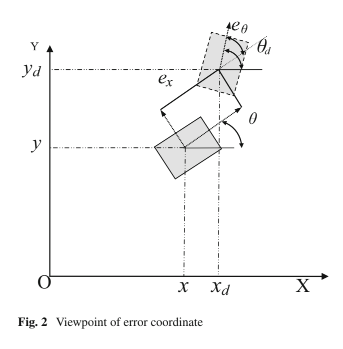 Y
e_θ
θ_d
y_d
e_x
θ
y
O
x
x_d
X
Fig. 2 Viewpoint of error coordinate